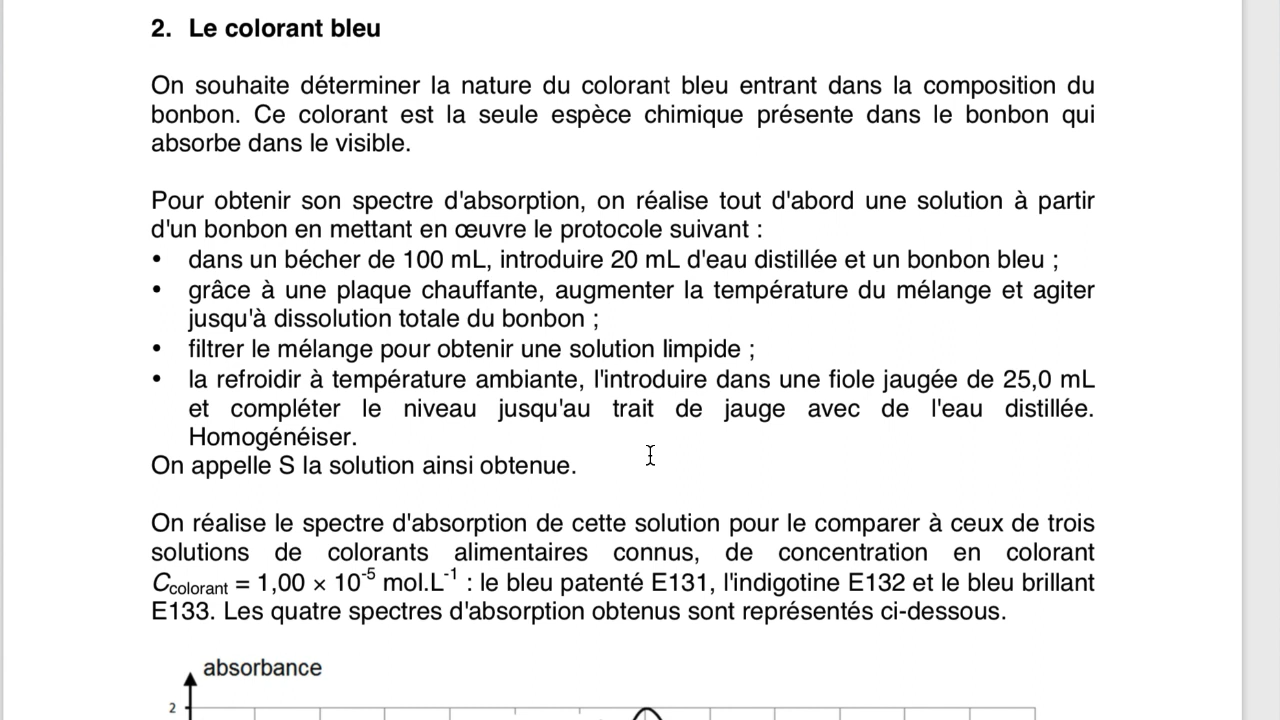 2. Le colorant bleu
On souhaite déterminer la nature du colorant bleu entrant dans la composition du
bonbon. Ce colorant est la seule espèce chimique présente dans le bonbon qui
absorbe dans le visible.
Pour obtenir son spectre d'absorption, on réalise tout d'abord une solution à partir
d'un bonbon en mettant en œuvre le protocole suivant :
• dans un bécher de 100 mL, introduire 20 mL d'eau distillée et un bonbon bleu ;
• grâce à une plaque chauffante, augmenter la température du mélange et agiter
jusqu'à dissolution totale du bonbon ;
• filtrer le mélange pour obtenir une solution limpide ;
• la refroidir à température ambiante, l'introduire dans une fiole jaugée de 25,0 mL
et compléter le niveau jusqu'au trait de jauge avec de l'eau distillée.
Homogénéiser.
On appelle S la solution ainsi obtenue.
On réalise le spectre d'absorption de cette solution pour le comparer à ceux de trois
solutions de colorants alimentaires connus, de concentration en colorant
C_colorant = 1,00 × 10⁻⁵ mol.L⁻¹ : le bleu patenté E131, l'indigotine E132 et le bleu brillant
E133. Les quatre spectres d'absorption obtenus sont représentés ci-dessous.
absorbance
2